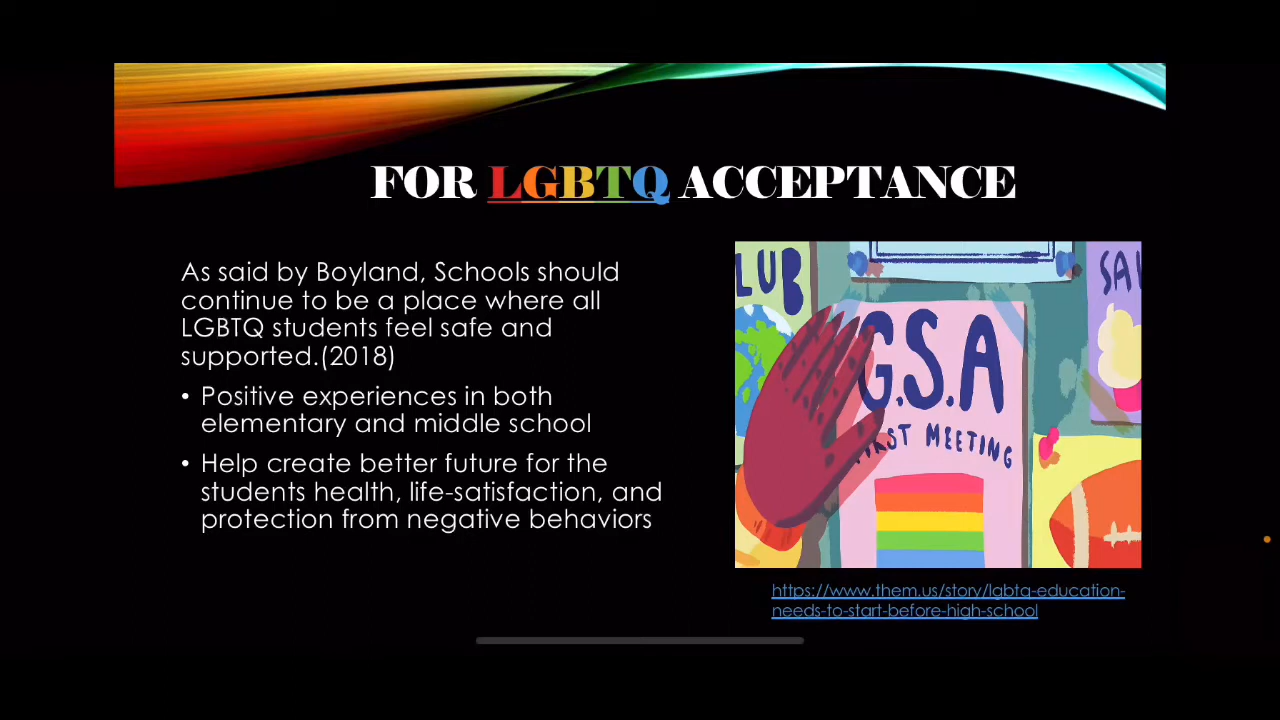 FOR LGBTQ ACCEPTANCE
As said by Boyland, Schools should
continue to be a place where all
LGBTQ students feel safe and
supported.(2018)
• Positive experiences in both
elementary and middle school
• Help create better future for the
students health, life-satisfaction, and
protection from negative behaviors
LUB
G.S.A
MEETING
https://www.them.us/story/lgbtq-education-
needs-to-start-before-high-school